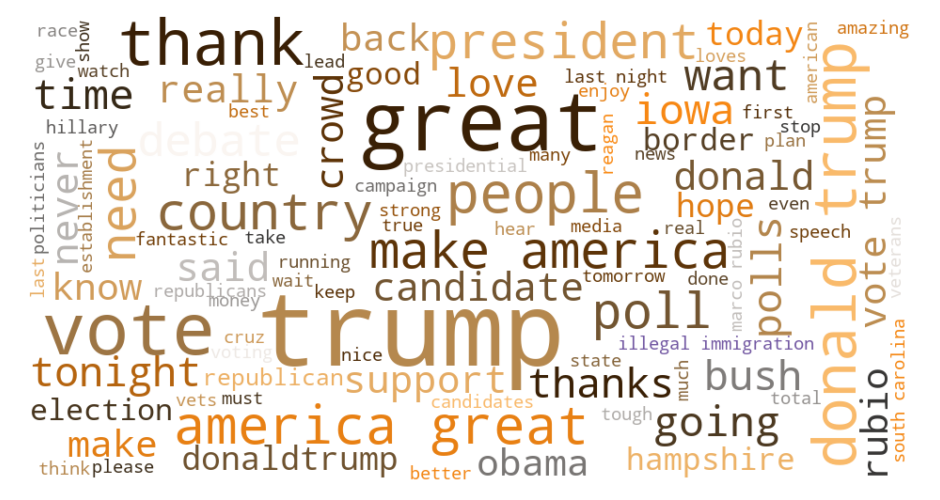 race
show
thank
back
president
today
amazing
give
watch
lead
good
loves
american
time
really
crowd
love
last night
want
enjoy
best
great
iowa
first
hillary
debate
reagan
border
plan
stop
donald trump
trump
politicians
never
establishment
need
right
presidential
many
news
campaign
people
donald
even
country
strong
hope
true
hear
media
real
speech
fantastic
take
make america
polls
vote
veterans
last
know
said
running
wait
keep
candidate
tomorrow
done
marco rubio
republicans
money
trump
poll
vote
cruz
voting
nice
illegal immigration
tonight
republican
support
state
thanks
much
bush
total
rubio
south carolina
election
vets
must
candidates
tough
going
make
america great
think
please
donaldtrump
better
obama
hampshire